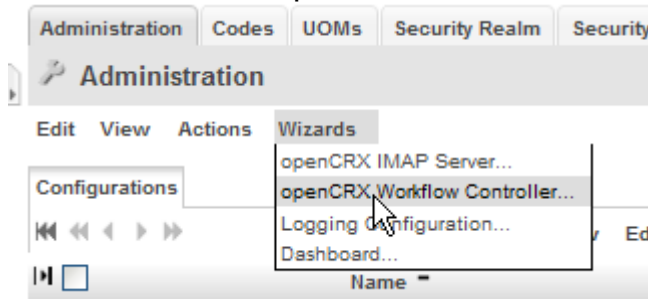 Administration Codes UOMs Security Realm Security
Administration
Edit View Actions Wizards
openCRX IMAP Server...
Configurations
openCRX Workflow Controller...
Logging Configuration...
Ed
Dashboard...
Name